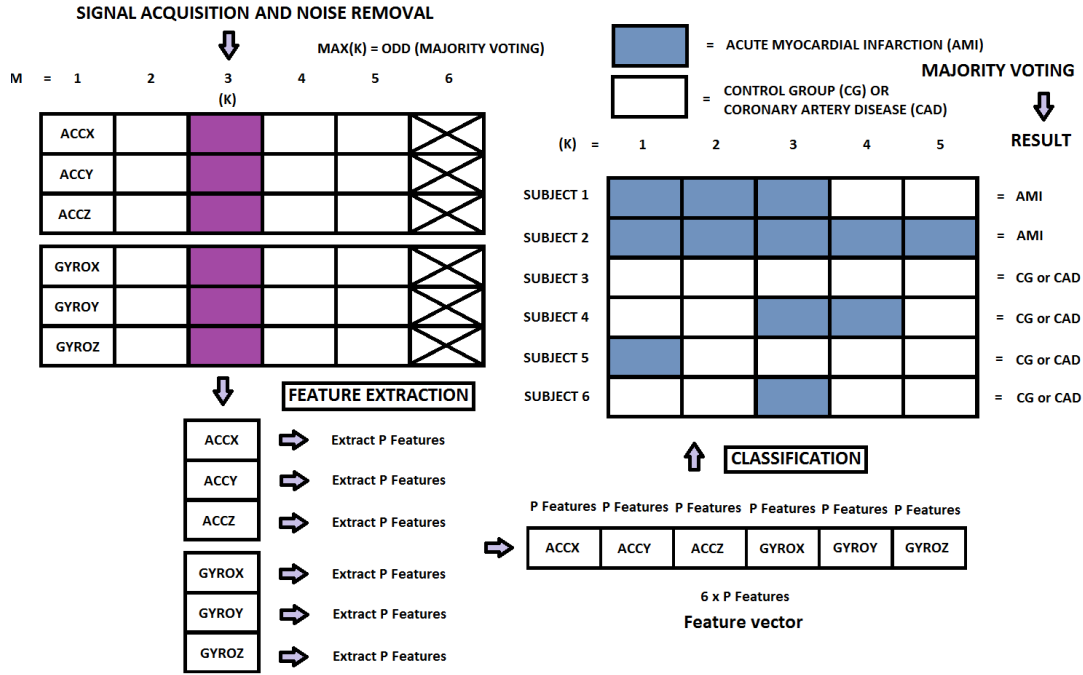 SIGNAL ACQUISITION AND NOISE REMOVAL
MAX(K) = ODD (MAJORITY VOTING)
M = 1 2 3 4 5 6
(K)
ACCX
ACCY
ACCZ
GYROX
GYROY
GYROZ
FEATURE EXTRACTION
ACCX Extract P Features
ACCY Extract P Features
ACCZ Extract P Features
GYROX Extract P Features
GYROY Extract P Features
GYROZ Extract P Features
= ACUTE MYOCARDIAL INFARCTION (AMI)
= CONTROL GROUP (CG) OR
CORONARY ARTERY DISEASE (CAD)
MAJORITY VOTING
RESULT
(K) = 1 2 3 4 5
SUBJECT 1 = AMI
SUBJECT 2 = AMI
SUBJECT 3 = CG or CAD
SUBJECT 4 = CG or CAD
SUBJECT 5 = CG or CAD
SUBJECT 6 = CG or CAD
CLASSIFICATION
P Features P Features P Features P Features P Features P Features
ACCX ACCY ACCZ GYROX GYROY GYROZ
6 x P Features
Feature vector